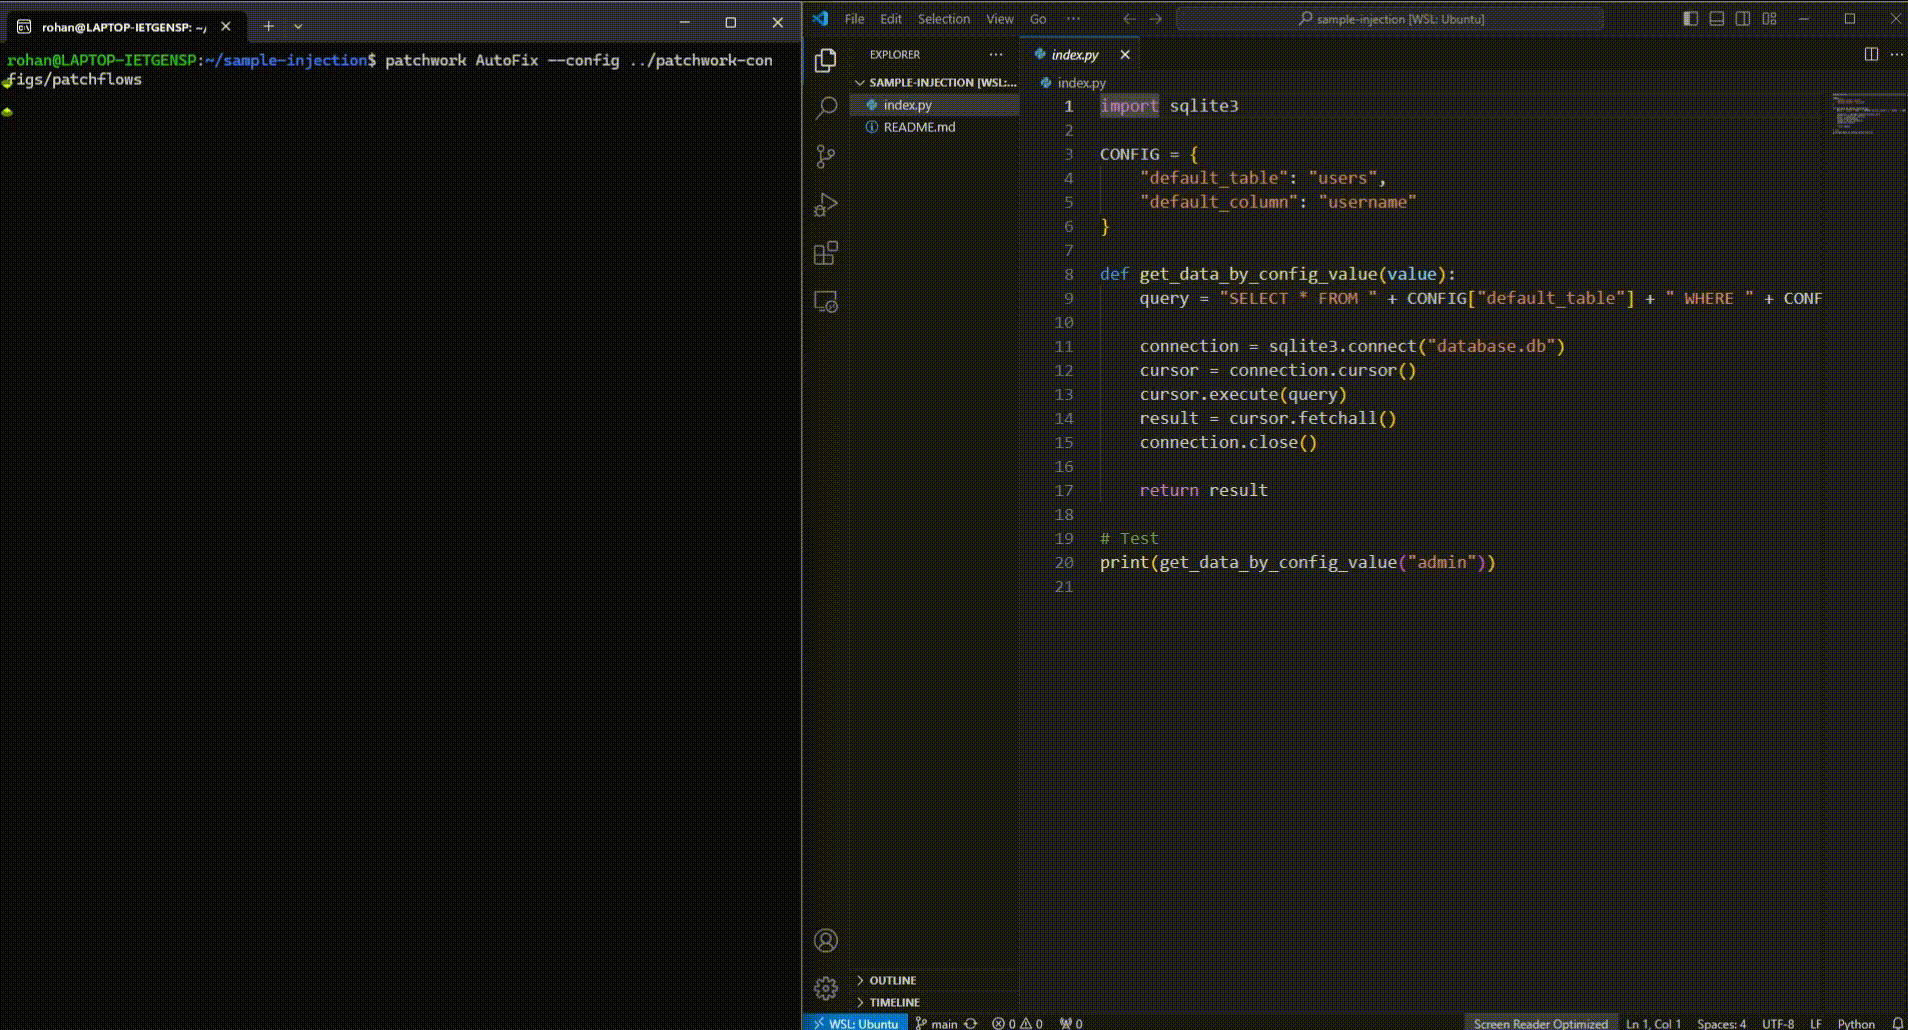 rohan@LAPTOP-IETGENSP: ~/
rohan@LAPTOP-IETGENSP:~/sample-injection$ patchwork AutoFix --config ../patchwork-con
figs/patchflows
File Edit Selection View Go ···
sample-injection [WSL: Ubuntu]
EXPLORER ···
SAMPLE-INJECTION [WSL:...
index.py
README.md
OUTLINE
TIMELINE
index.py
index.py
1 import sqlite3
2
3 CONFIG = {
4 "default_table": "users",
5 "default_column": "username"
6 }
7
8 def get_data_by_config_value(value):
9 query = "SELECT * FROM " + CONFIG["default_table"] + " WHERE " + CONF
10
11 connection = sqlite3.connect("database.db")
12 cursor = connection.cursor()
13 cursor.execute(query)
14 result = cursor.fetchall()
15 connection.close()
16
17 return result
18
19 # Test
20 print(get_data_by_config_value("admin"))
21
WSL: Ubuntu main 0 0 0 Screen Reader Optimized Ln 1, Col 1 Spaces: 4 UTF-8 LF Python